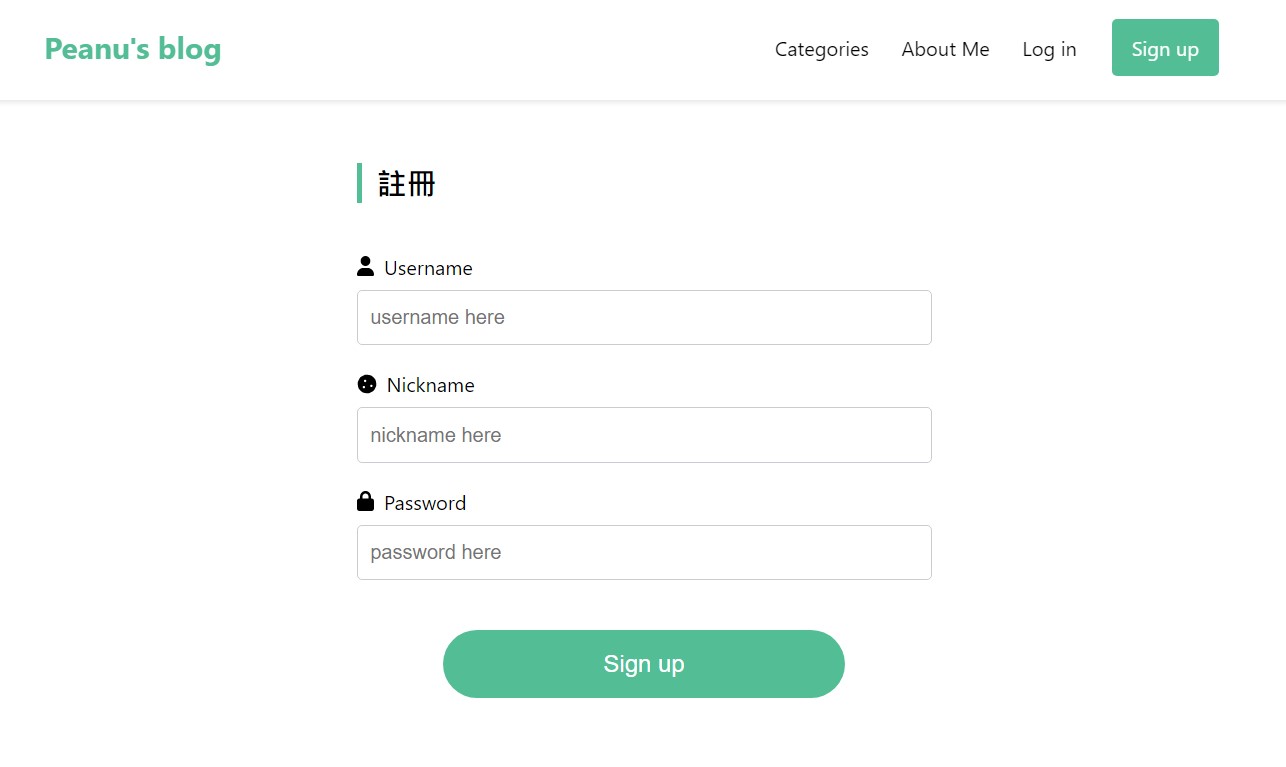 Peanu's blog
Categories About Me Log in Sign up
註冊
Username
username here
Nickname
nickname here
Password
password here
Sign up